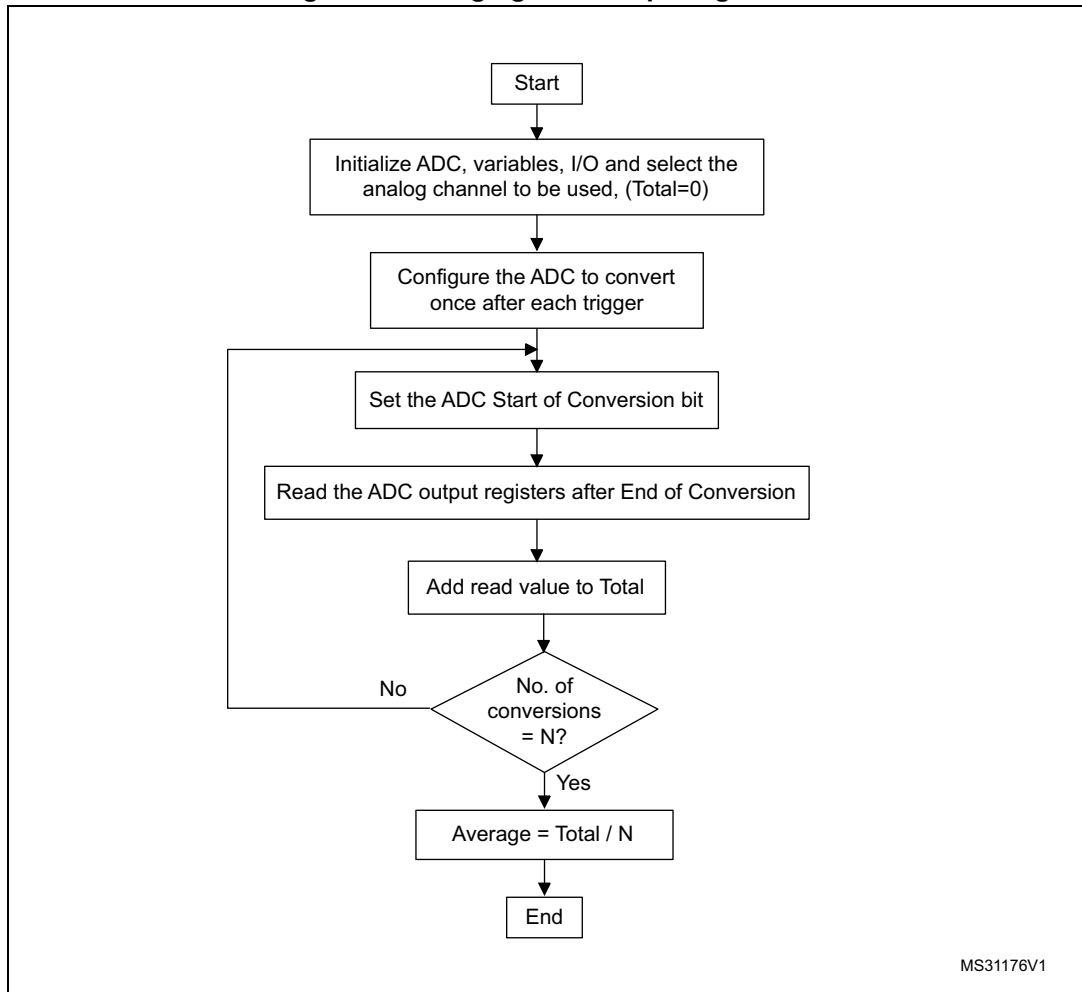 Start
Initialize ADC, variables, I/O and select the
analog channel to be used, (Total=0)
Configure the ADC to convert
once after each trigger
Set the ADC Start of Conversion bit
Read the ADC output registers after End of Conversion
Add read value to Total
No
No. of
conversions
= N?
Yes
Average = Total / N
End
MS31176V1